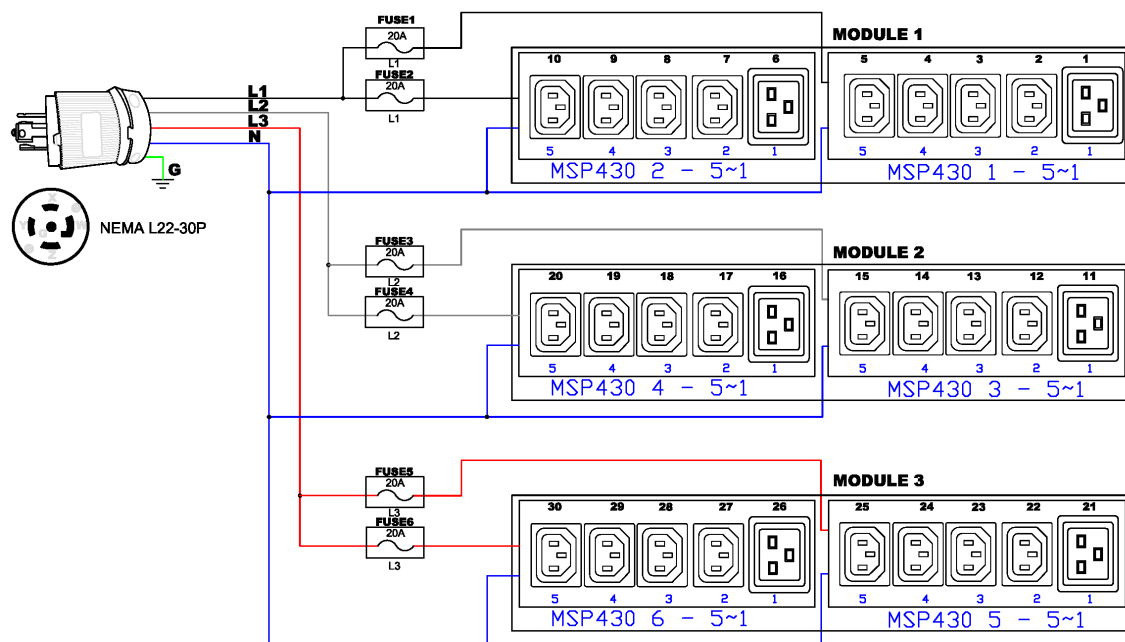 FUSE1
20A
L1
FUSE2
20A
L1
MODULE 1
10 9 8 7 6 5 4 3 2 1
5 4 3 2 1 5 4 3 2 1
MSP430 2 - 5~1 MSP430 1 - 5~1
L1
L2
L3
N
G
X
Y
W
G
Z
NEMA L22-30P
FUSE3
20A
L2
FUSE4
20A
L2
MODULE 2
20 19 18 17 16 15 14 13 12 11
5 4 3 2 1 5 4 3 2 1
MSP430 4 - 5~1 MSP430 3 - 5~1
FUSE5
20A
L3
FUSE6
20A
L3
MODULE 3
30 29 28 27 26 25 24 23 22 21
5 4 3 2 1 5 4 3 2 1
MSP430 6 - 5~1 MSP430 5 - 5~1